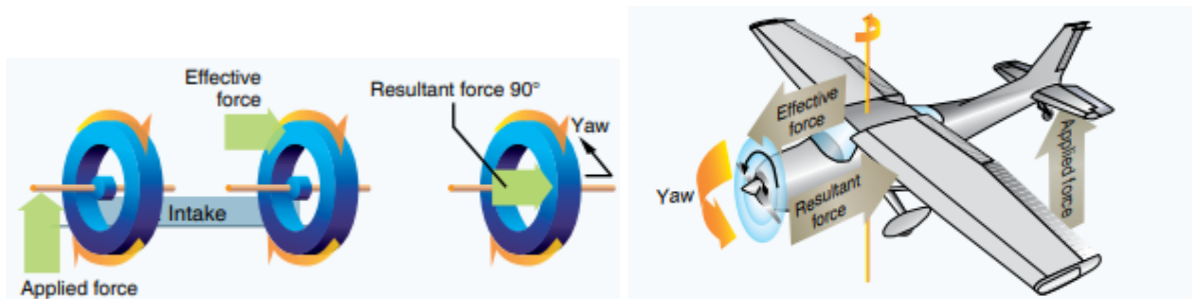 Effective
force
Resultant force 90°
Yaw
Intake
Applied force
Effective
force
Yaw
Resultant
force
Applied force